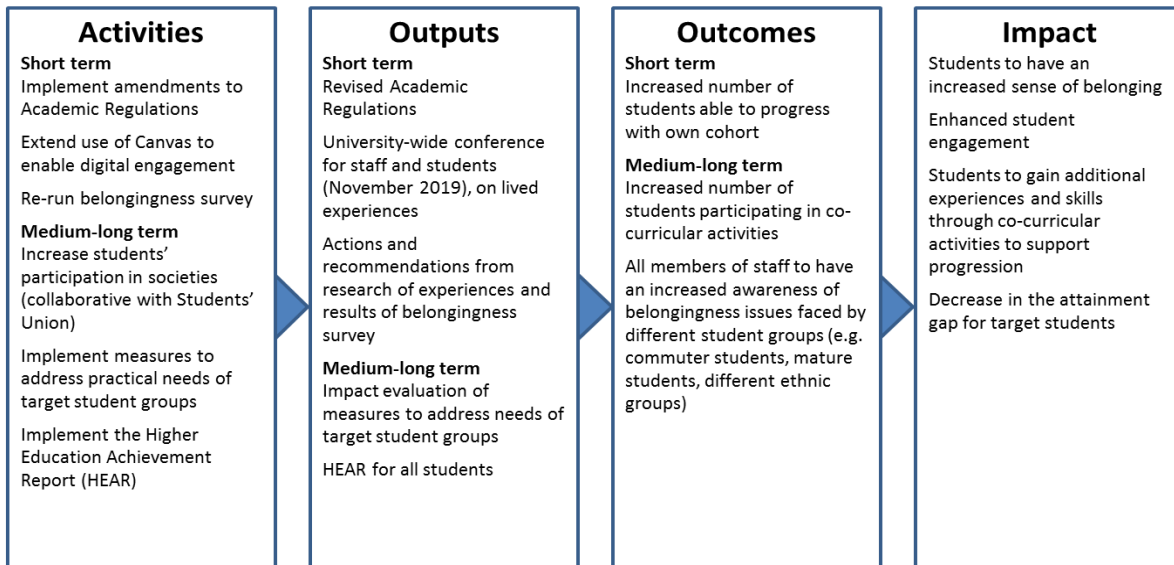 Activities
Short term
Implement amendments to
Academic Regulations
Extend use of Canvas to
enable digital engagement
Re-run belongingness survey
Medium-long term
Increase students’
participation in societies
(collaborative with Students’
Union)
Implement measures to
address practical needs of
target student groups
Implement the Higher
Education Achievement
Report (HEAR)
Outputs
Short term
Revised Academic
Regulations
University-wide conference
for staff and students
(November 2019), on lived
experiences
Actions and
recommendations from
research of experiences and
results of belongingness
survey
Medium-long term
Impact evaluation of
measures to address needs of
target student groups
HEAR for all students
Outcomes
Short term
Increased number of
students able to progress
with own cohort
Medium-long term
Increased number of
students participating in co-
curricular activities
All members of staff to have
an increased awareness of
belongingness issues faced by
different student groups (e.g.
commuter students, mature
students, different ethnic
groups)
Impact
Students to have an
increased sense of belonging
Enhanced student
engagement
Students to gain additional
experiences and skills
through co-curricular
activities to support
progression
Decrease in the attainment
gap for target students